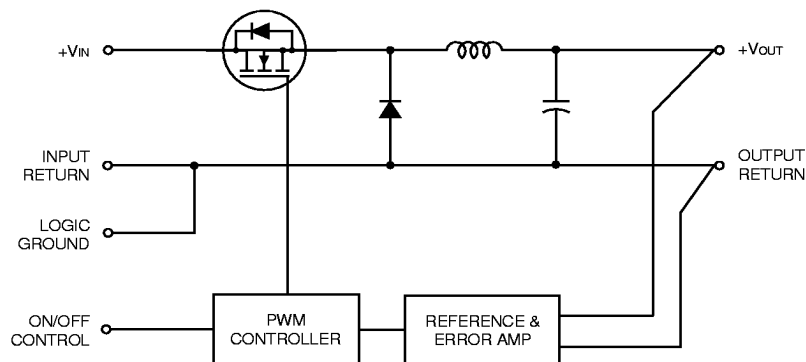 +VIN
+VOUT
INPUT
RETURN
OUTPUT
RETURN
LOGIC
GROUND
ON/OFF
CONTROL
PWM
CONTROLLER
REFERENCE &
ERROR AMP